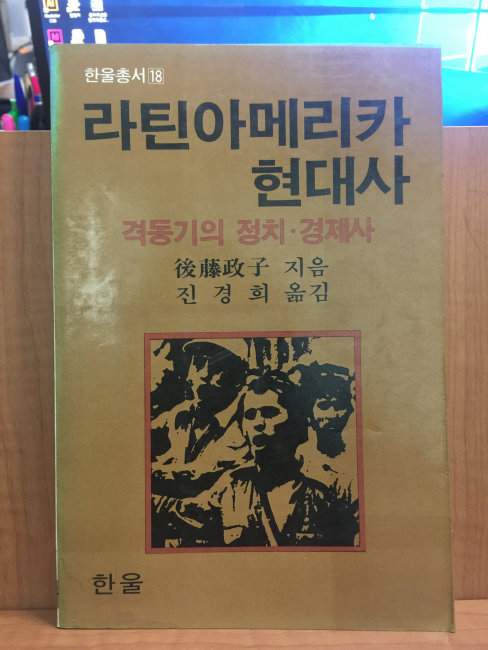 한울총서 18
라틴아메리카
현대사
격동기의 정치·경제사
後藤政子 지음
진경희 옮김
한울